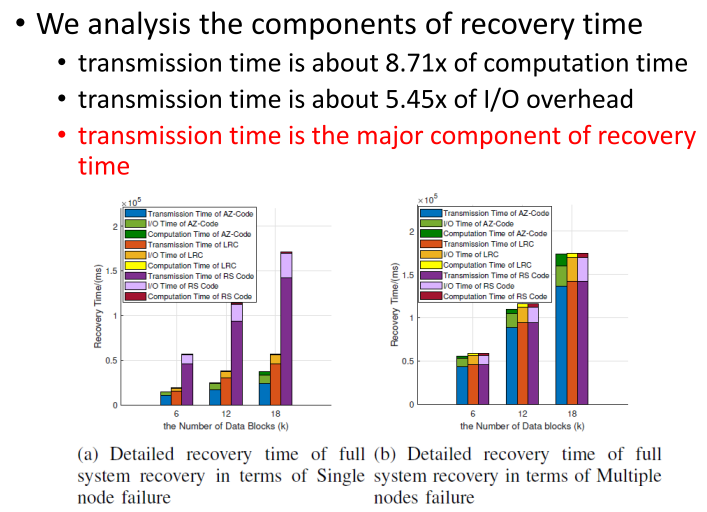 • We analysis the components of recovery time
• transmission time is about 8.71x of computation time
• transmission time is about 5.45x of I/O overhead
• transmission time is the major component of recovery
time
×10⁵
Transmission Time of AZ-Code
I/O Time of AZ-Code
Computation Time of AZ-Code
Transmission Time of LRC
I/O Time of LRC
Computation Time of LRC
Transmission Time of RS Code
I/O Time of RS Code
Computation Time of RS Code
Recovery Time/(ms)
2
1.5
1
0.5
0
6 12 18
the Number of Data Blocks (k)
(a) Detailed recovery time of full
system recovery in terms of Single
node failure
×10⁵
Transmission Time of AZ-Code
I/O Time of AZ-Code
Computation Time of AZ-Code
Transmission Time of LRC
I/O Time of LRC
Computation Time of LRC
Transmission Time of RS Code
I/O Time of RS Code
Computation Time of RS Code
Recovery Time/(ms)
2
1.5
1
0.5
0
6 12 18
the Number of Data blocks (k)
(b) Detailed recovery time of full
system recovery in terms of Multiple
nodes failure